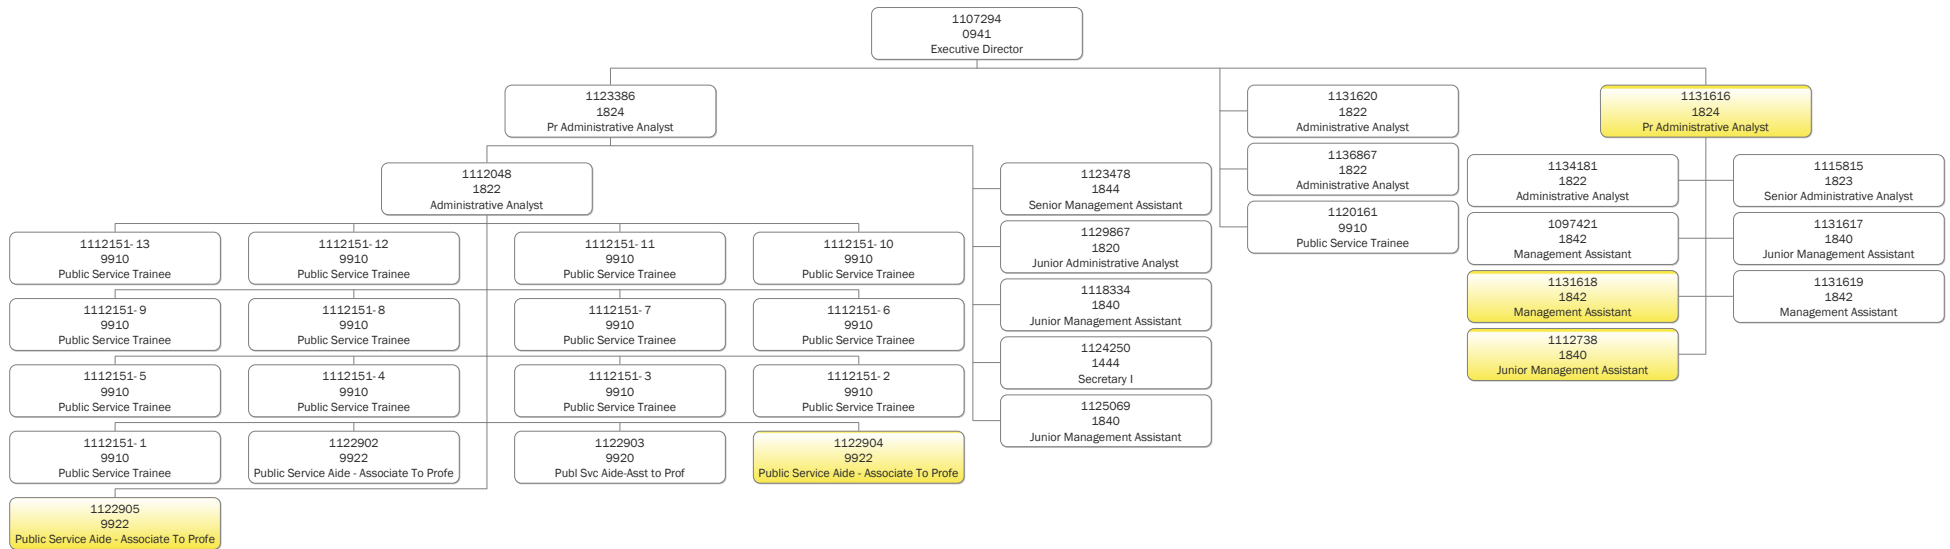 1107294
0941
Executive Director
1123386
1824
Pr Administrative Analyst
1112048
1822
Administrative Analyst
1112151-13
9910
Public Service Trainee
1112151-12
9910
Public Service Trainee
1112151-11
9910
Public Service Trainee
1112151-10
9910
Public Service Trainee
1112151-9
9910
Public Service Trainee
1112151-8
9910
Public Service Trainee
1112151-7
9910
Public Service Trainee
1112151-6
9910
Public Service Trainee
1112151-5
9910
Public Service Trainee
1112151-4
9910
Public Service Trainee
1112151-3
9910
Public Service Trainee
1112151-2
9910
Public Service Trainee
1112151-1
9910
Public Service Trainee
1122902
9922
Public Service Aide - Associate To Profe
1122903
9920
Publ Svc Aide-Asst to Prof
1122904
9922
Public Service Aide - Associate To Profe
1122905
9922
Public Service Aide - Associate To Profe
1123478
1844
Senior Management Assistant
1129867
1820
Junior Administrative Analyst
1118334
1840
Junior Management Assistant
1124250
1444
Secretary I
1125069
1840
Junior Management Assistant
1131620
1822
Administrative Analyst
1136867
1822
Administrative Analyst
1120161
9910
Public Service Trainee
1131616
1824
Pr Administrative Analyst
1134181
1822
Administrative Analyst
1115815
1823
Senior Administrative Analyst
1097421
1842
Management Assistant
1131617
1840
Junior Management Assistant
1131618
1842
Management Assistant
1131619
1842
Management Assistant
1112738
1840
Junior Management Assistant